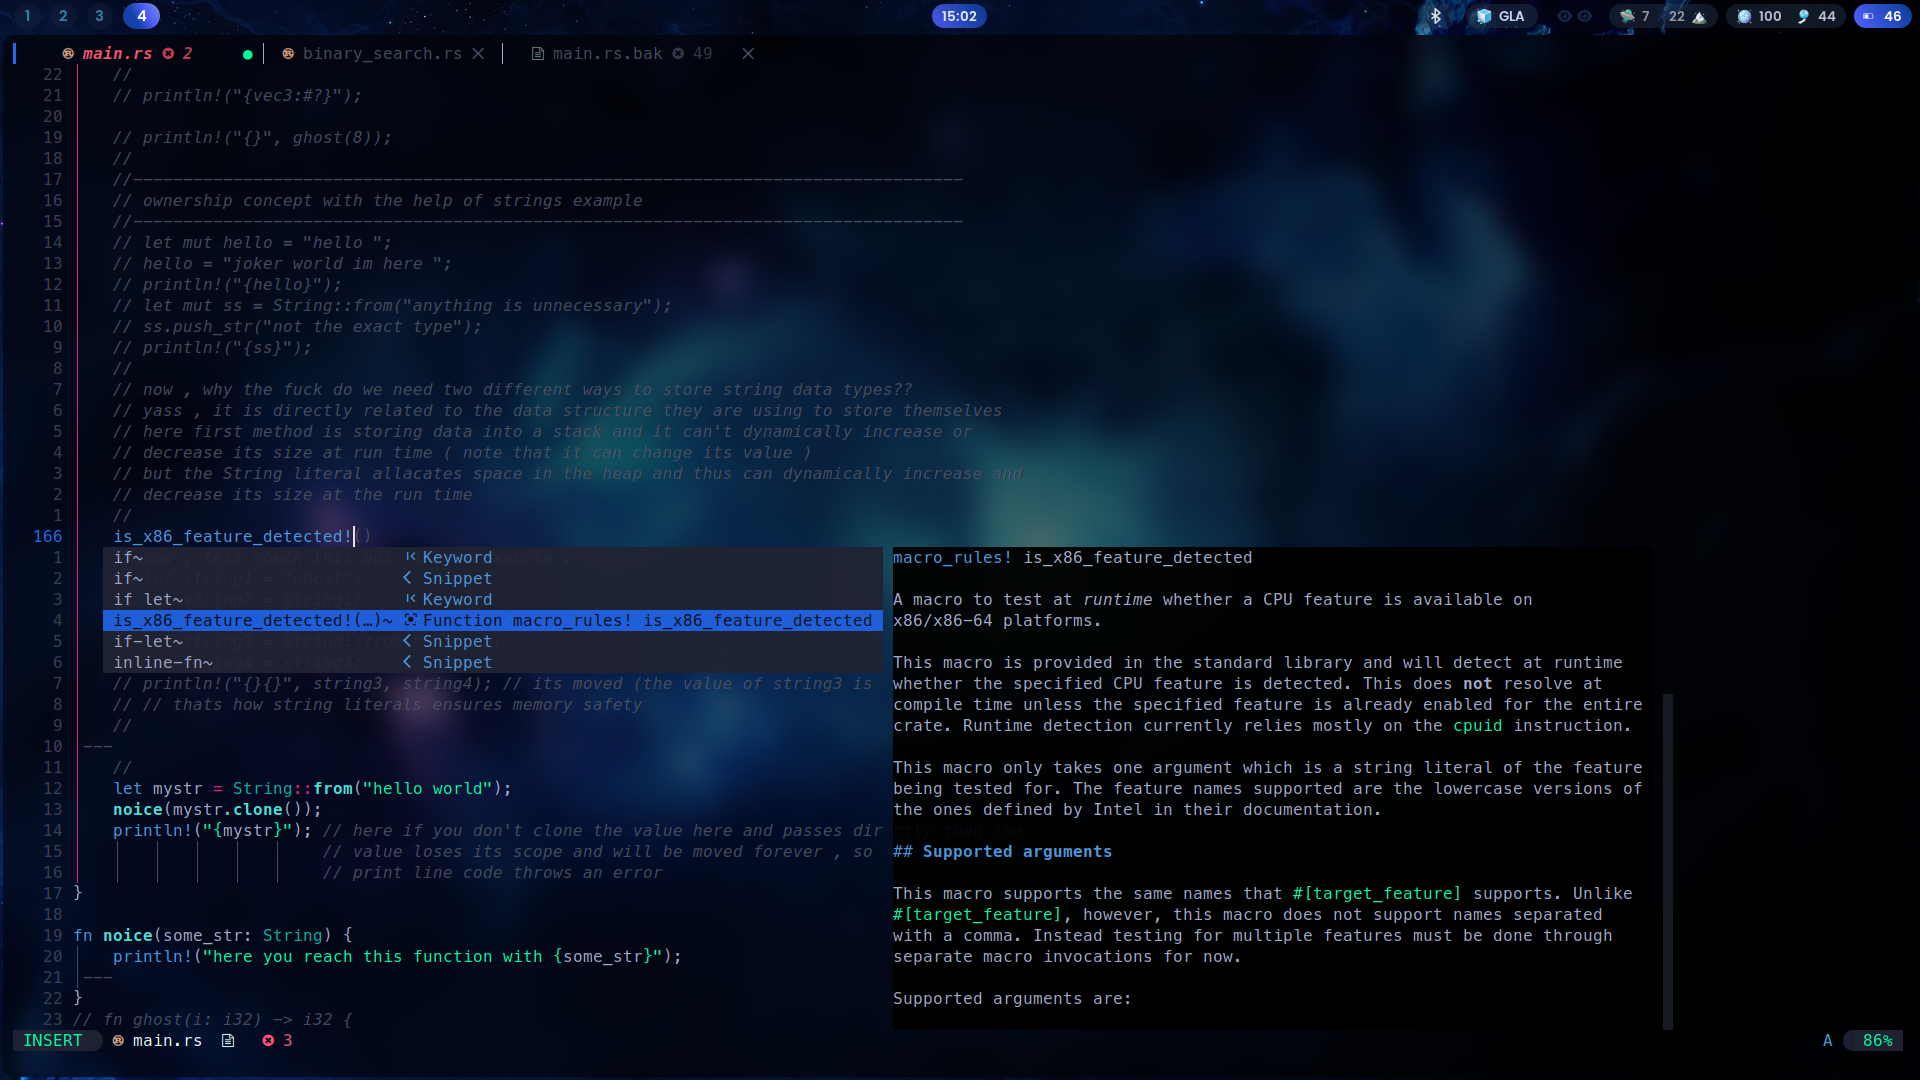 1 2 3 4 15:02 GLA 7 22 100 44 46
main.rs 2 binary_search.rs main.rs.bak 49
22 //
21 // println!("{vec3:#?}");
20
19 // println!("{}", ghost(8));
18 //
17 //-----------------------------------------------------------------------------------
16 // ownership concept with the help of strings example
15 //-----------------------------------------------------------------------------------
14 // let mut hello = "hello ";
13 // hello = "joker world im here ";
12 // println!("{hello}");
11 // let mut ss = String::from("anything is unnecessary");
10 // ss.push_str("not the exact type");
9 // println!("{ss}");
8 //
7 // now , why the fuck do we need two different ways to store string data types??
6 // yass , it is directly related to the data structure they are using to store themselves
5 // here first method is storing data into a stack and it can't dynamically increase or
4 // decrease its size at run time ( note that it can change its value )
3 // but the String literal allacates space in the heap and thus can dynamically increase and
2 // decrease its size at the run time
1 //
166 is_x86_feature_detected!()
1 if~ Keyword
2 if~ Snippet
3 if let~ Keyword
4 is_x86_feature_detected!(…)~ Function macro_rules! is_x86_feature_detected
5 if-let~ Snippet
6 inline-fn~ Snippet
7 // println!("{}{}", string3, string4); // its moved (the value of string3 is
8 // // thats how string literals ensures memory safety
9 //
10 ---
11 //
12 let mystr = String::from("hello world");
13 noice(mystr.clone());
14 println!("{mystr}"); // here if you don't clone the value here and passes dir
15 // value loses its scope and will be moved forever , so
16 // print line code throws an error
17 }
18
19 fn noice(some_str: String) {
20 println!("here you reach this function with {some_str}");
21 ---
22 }
23 // fn ghost(i: i32) -> i32 {
macro_rules! is_x86_feature_detected
A macro to test at runtime whether a CPU feature is available on
x86/x86-64 platforms.
This macro is provided in the standard library and will detect at runtime
whether the specified CPU feature is detected. This does not resolve at
compile time unless the specified feature is already enabled for the entire
crate. Runtime detection currently relies mostly on the cpuid instruction.
This macro only takes one argument which is a string literal of the feature
being tested for. The feature names supported are the lowercase versions of
the ones defined by Intel in their documentation.
## Supported arguments
This macro supports the same names that #[target_feature] supports. Unlike
#[target_feature], however, this macro does not support names separated
with a comma. Instead testing for multiple features must be done through
separate macro invocations for now.
Supported arguments are:
INSERT main.rs 3 A 86%